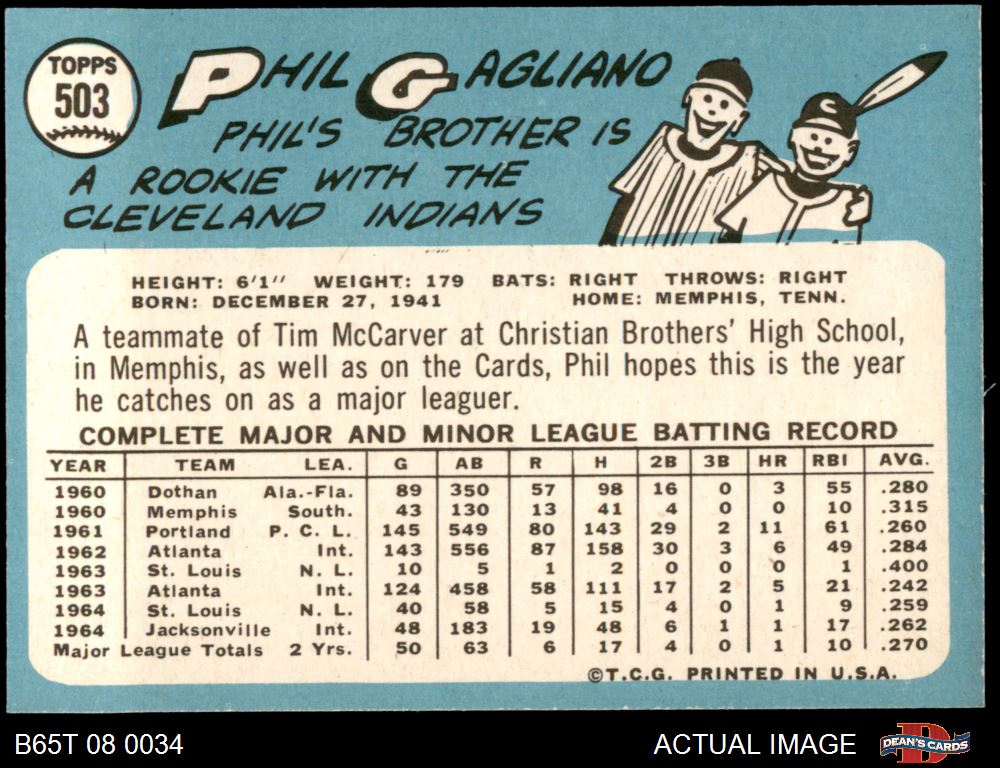 TOPPS
503
PHIL GAGLIANO
PHIL'S BROTHER IS
A ROOKIE WITH THE
CLEVELAND INDIANS
HEIGHT: 6'1" WEIGHT: 179 BATS: RIGHT THROWS: RIGHT
BORN: DECEMBER 27, 1941 HOME: MEMPHIS, TENN.
A teammate of Tim McCarver at Christian Brothers' High School,
in Memphis, as well as on the Cards, Phil hopes this is the year
he catches on as a major leaguer.
COMPLETE MAJOR AND MINOR LEAGUE BATTING RECORD
YEAR TEAM LEA. G AB R H 2B 3B HR RBI AVG.
1960 Dothan Ala.-Fla. 89 350 57 98 16 0 3 55 .280
1960 Memphis South. 43 130 13 41 4 0 0 10 .315
1961 Portland P. C. L. 145 549 80 143 29 2 11 61 .260
1962 Atlanta Int. 143 556 87 158 30 3 6 49 .284
1963 St. Louis N. L. 10 5 1 2 0 0 0 1 .400
1963 Atlanta Int. 124 458 58 111 17 2 5 21 .242
1964 St. Louis N. L. 40 58 5 15 4 0 1 9 .259
1964 Jacksonville Int. 48 183 19 48 6 1 1 17 .262
Major League Totals 2 Yrs. 50 63 6 17 4 0 1 10 .270
©T.C.G. PRINTED IN U.S.A.
B65T 08 0034 ACTUAL IMAGE DEAN'S CARDS